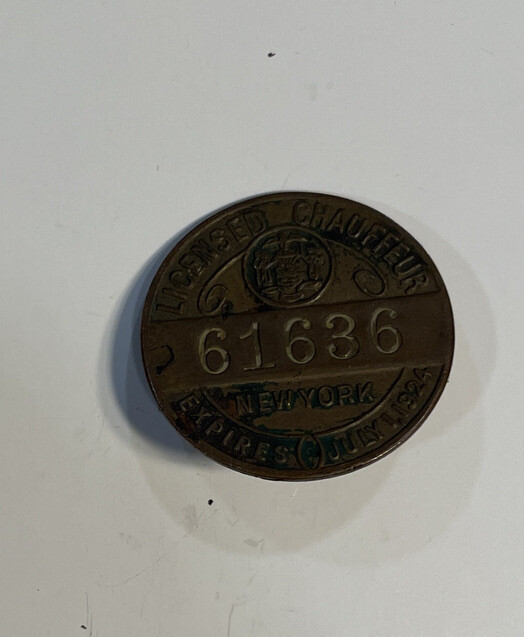 LICENSED CHAUFFEUR
61636
NEW YORK
EXPIRES JULY 1, 1924